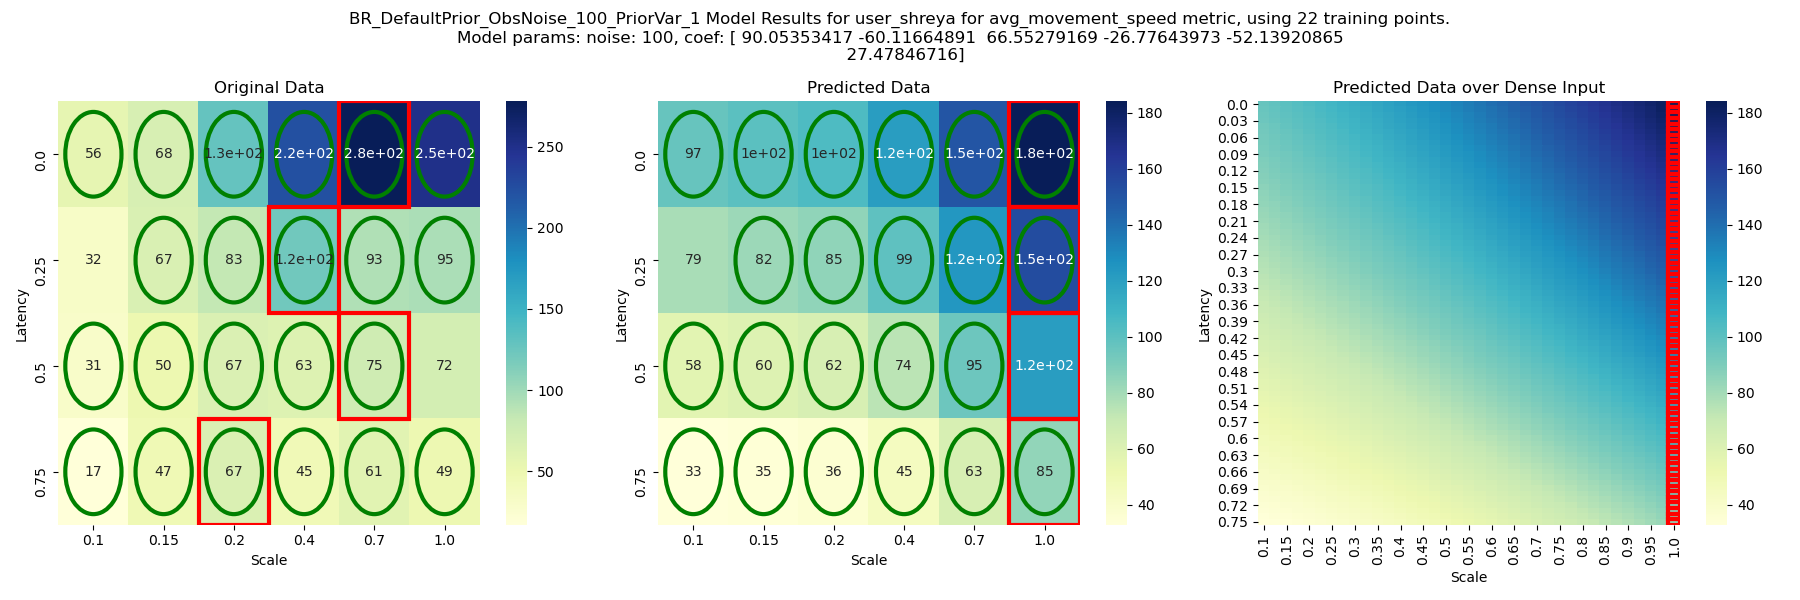 BR_DefaultPrior_ObsNoise_100_PriorVar_1 Model Results for user_shreya for avg_movement_speed metric, using 22 training points.
Model params: noise: 100, coef: [ 90.05353417 -60.11664891  66.55279169 -26.77643973 -52.13920865
27.47846716]
Original Data
0.0 56 68 1.3e+02 2.2e+02 2.8e+02 2.5e+02
0.25 32 67 83 1.2e+02 93 95
0.5 31 50 67 63 75 72
0.75 17 47 67 45 61 49
0.1 0.15 0.2 0.4 0.7 1.0
Scale
Latency
250
200
150
100
50
Predicted Data
0.0 97 1e+02 1e+02 1.2e+02 1.5e+02 1.8e+02
0.25 79 82 85 99 1.2e+02 1.5e+02
0.5 58 60 62 74 95 1.2e+02
0.75 33 35 36 45 63 85
0.1 0.15 0.2 0.4 0.7 1.0
Scale
Latency
180
160
140
120
100
80
60
40
Predicted Data over Dense Input
0.0
0.03
0.06
0.09
0.12
0.15
0.18
0.21
0.24
0.27
0.3
0.33
0.36
0.39
0.42
0.45
0.48
0.51
0.54
0.57
0.6
0.63
0.66
0.69
0.72
0.75
0.1 0.15 0.2 0.25 0.3 0.35 0.4 0.45 0.5 0.55 0.6 0.65 0.7 0.75 0.8 0.85 0.9 0.95 1.0
Scale
Latency
180
160
140
120
100
80
60
40